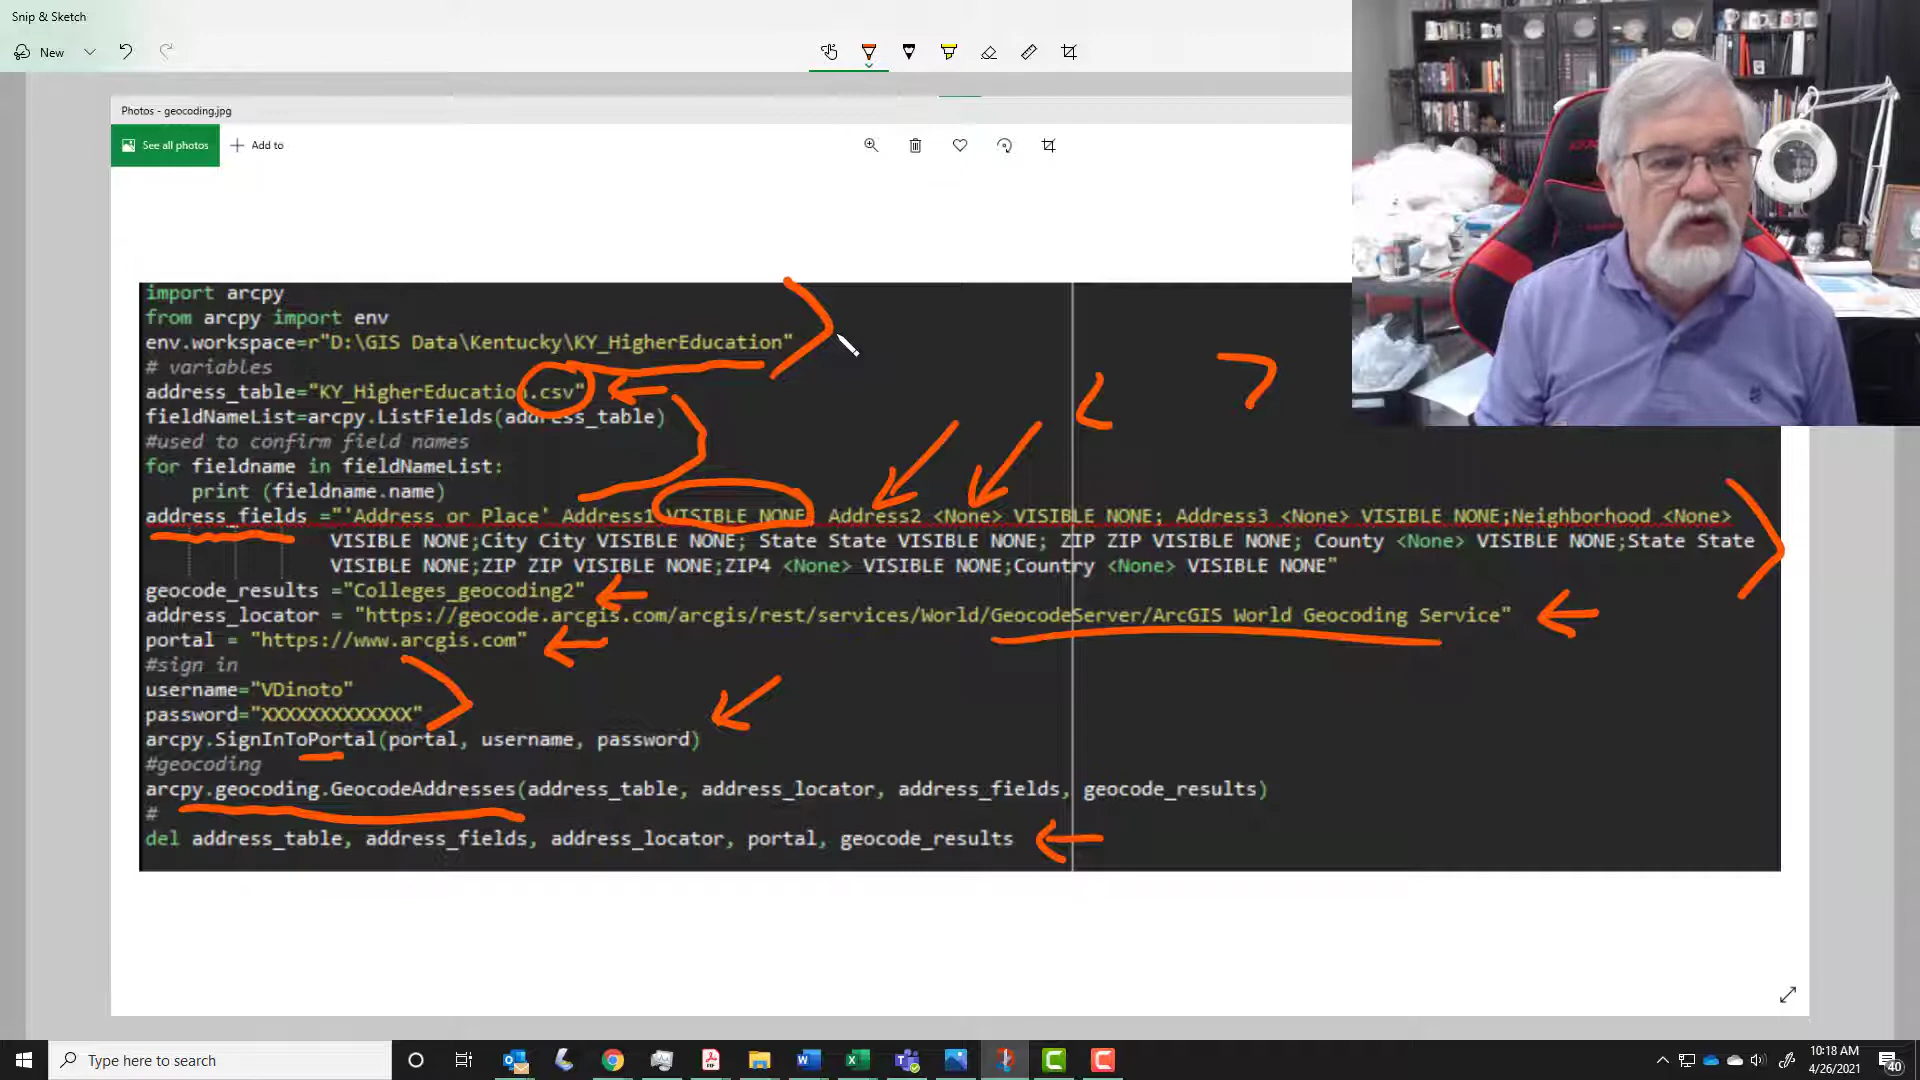 Snip & Sketch
New
Photos - geocoding.jpg
See all photos
Add to
import arcpy
from arcpy import env
env.workspace=r"D:\GIS Data\Kentucky\KY_HigherEducation"
# variables
address_table="KY_HigherEducation.csv"
fieldNameList=arcpy.ListFields(address_table)
#used to confirm field names
for fieldname in fieldNameList:
print (fieldname.name)
address_fields ="'Address or Place' Address1 VISIBLE NONE; Address2 <None> VISIBLE NONE; Address3 <None> VISIBLE NONE;Neighborhood <None>
VISIBLE NONE;City City VISIBLE NONE; State State VISIBLE NONE; ZIP ZIP VISIBLE NONE; County <None> VISIBLE NONE;State State
VISIBLE NONE;ZIP ZIP VISIBLE NONE;ZIP4 <None> VISIBLE NONE;Country <None> VISIBLE NONE"
geocode_results ="Colleges_geocoding2"
address_locator = "https://geocode.arcgis.com/arcgis/rest/services/World/GeocodeServer/ArcGIS World Geocoding Service"
portal = "https://www.arcgis.com"
#sign in
username="VDinoto"
password="XXXXXXXXXXXXX"
arcpy.SignInToPortal(portal, username, password)
#geocoding
arcpy.geocoding.GeocodeAddresses(address_table, address_locator, address_fields, geocode_results)
#
del address_table, address_fields, address_locator, portal, geocode_results
Type here to search
10:18 AM
4/26/2021
40